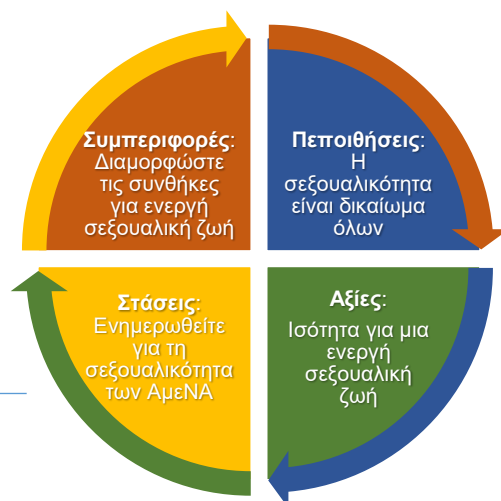 Συμπεριφορές:
Διαμορφώστε
τις συνθήκες
για ενεργή
σεξουαλική ζωή
Πεποιθήσεις:
Η
σεξουαλικότητα
είναι δικαίωμα
όλων
Στάσεις:
Ενημερωθείτε
για τη
σεξουαλικότητα
των ΑμεΝΑ
Αξίες:
Ισότητα για μια
ενεργή
σεξουαλική
ζωή